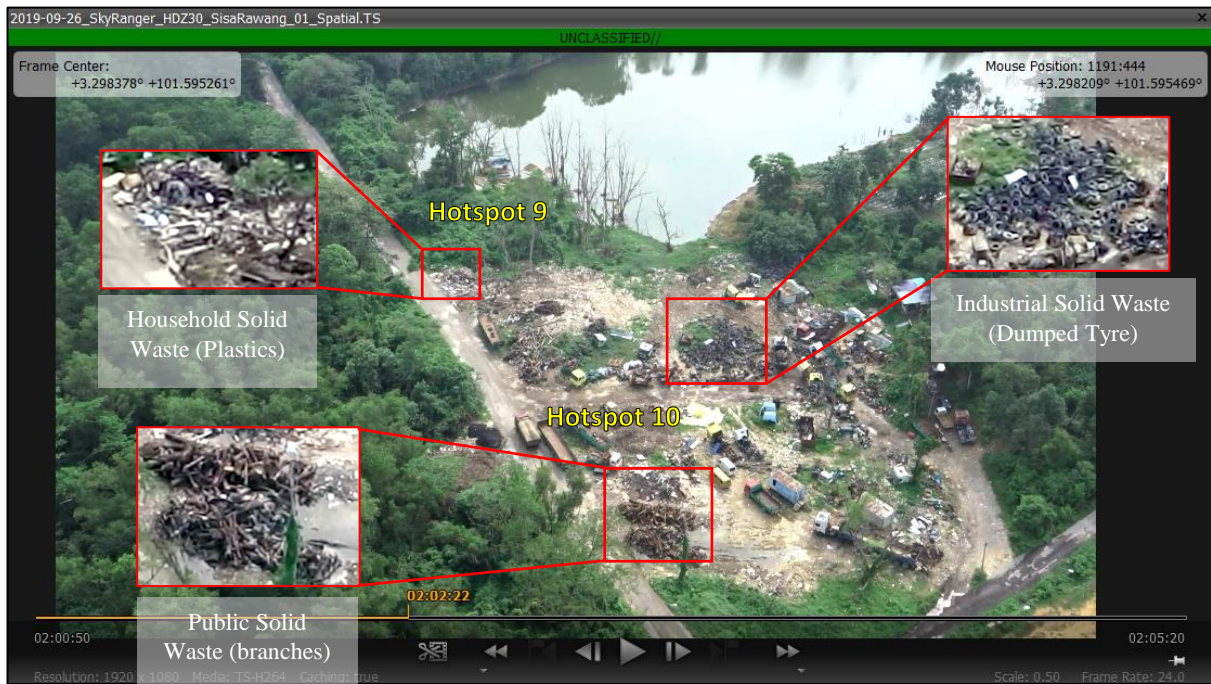 2019-09-26_SkyRanger_HDZ30_SisaRawang_01_Spatial.TS
UNCLASSIFIED//
Frame Center:
+3.298378° +101.595261°
Mouse Position: 1191:444
+3.298209° +101.595469°
Hotspot 9
Household Solid
Waste (Plastics)
Industrial Solid Waste
(Dumped Tyre)
Hotspot 10
02:02:22
Public Solid
Waste (branches)
02:00:50
02:05:20
Resolution: 1920 x 1080 Media: TS-H264 Caching: true
Scale: 0.50 Frame Rate: 24.0